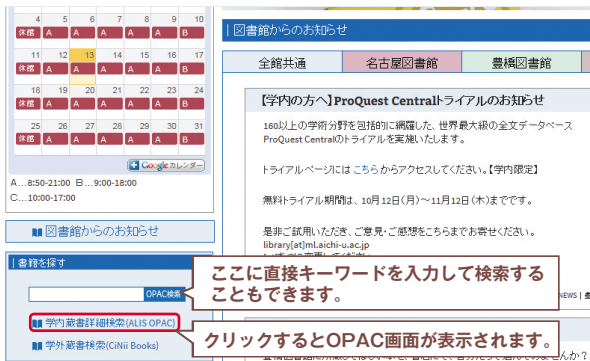 4 5 6 7 8 9 10
休館 A A A A A B
11 12 13 14 15 16 17
休館 A A A A A B
18 19 20 21 22 23 24
休館 A A A A A B
25 26 27 28 29 30 31
休館 A A A A A B
Googleカレンダー
A…8:50-21:00 B…9:00-18:00
C…10:00-17:00
図書館からのお知らせ
書籍を探す
OPAC検索
学内蔵書詳細検索(ALIS OPAC)
学外蔵書検索(CiNii Books)
図書館からのお知らせ
全館共通 名古屋図書館 豊橋図書館
【学内の方へ】ProQuest Centralトライアルのお知らせ
160以上の学術分野を包括的に網羅した、世界最大級の全文データベース
ProQuest Centralのトライアルを実施いたします。
トライアルページには こちら からアクセスしてください。【学内限定】
無料トライアル期間は、10月12日(月)～11月12日(木)までです。
是非ご試用いただき、ご意見・ご感想をこちらまでお寄せください。
library[at]ml.aichi-u.ac.jp
ここに直接キーワードを入力して検索する
こともできます。
NEWS
クリックするとOPAC画面が表示されます。
んか？